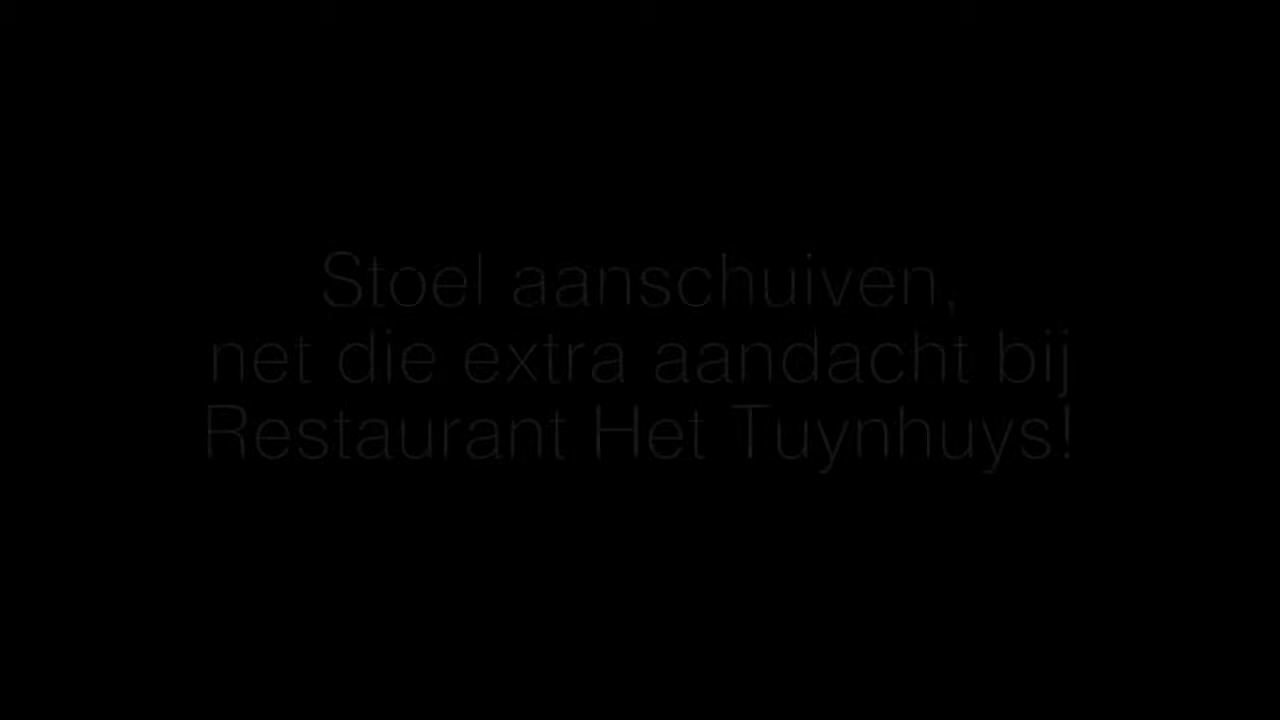 Stoel aanschuiven,
net die extra aandacht bij
Restaurant Het Tuynhuys!